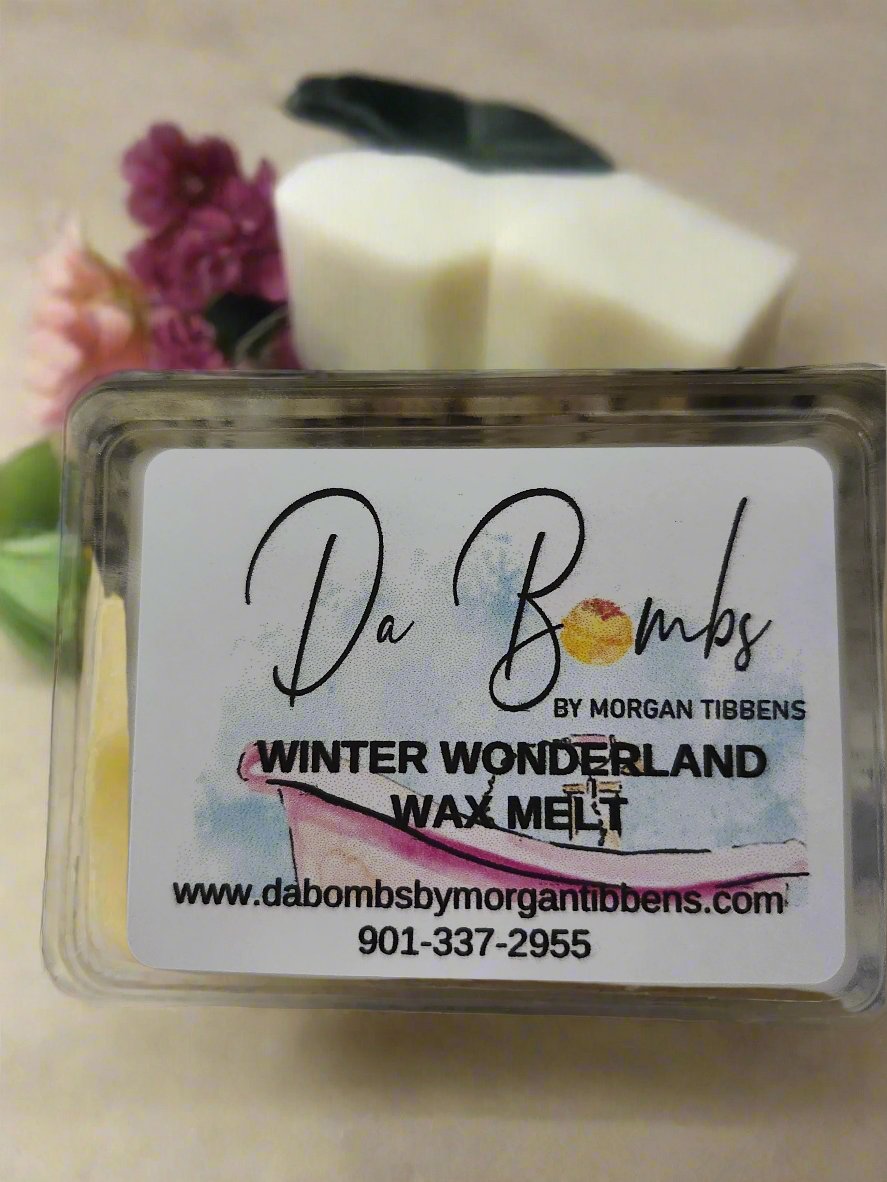 Da Bombs
BY MORGAN TIBBENS
WINTER WONDERLAND
WAX MELT
www.dabombsbymorgantibbens.com
901-337-2955